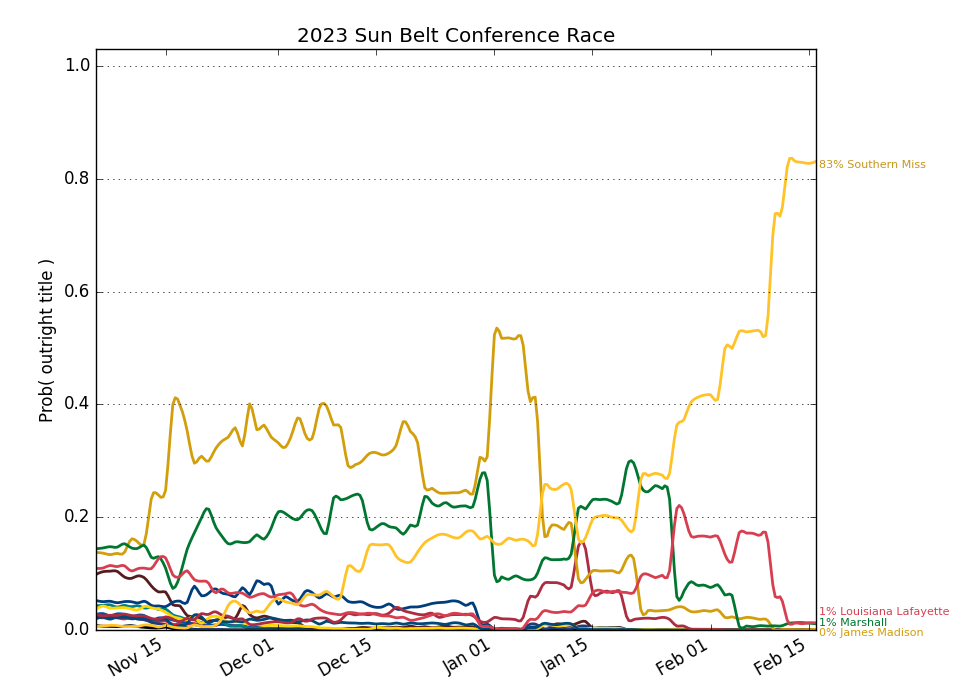 2023 Sun Belt Conference Race
Prob( outright title )
1.0
0.8
0.6
0.4
0.2
0.0
Nov 15
Dec 01
Dec 15
Jan 01
Jan 15
Feb 01
Feb 15
83% Southern Miss
1% Louisiana Lafayette
1% Marshall
0% James Madison